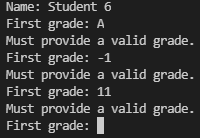 Name: Student 6
First grade: A
Must provide a valid grade.
First grade: -1
Must provide a valid grade.
First grade: 11
Must provide a valid grade.
First grade: